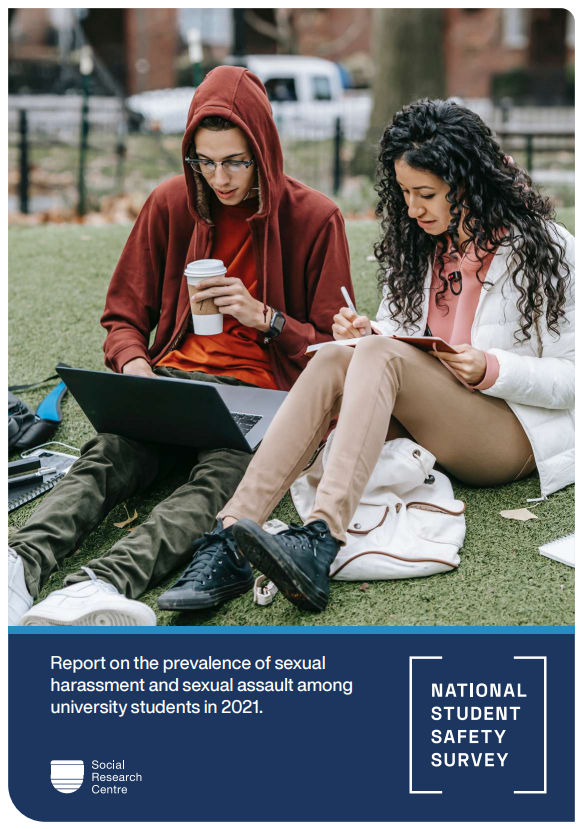 Report on the prevalence of sexual
harassment and sexual assault among
university students in 2021.
Social
Research
Centre
NATIONAL
STUDENT
SAFETY
SURVEY